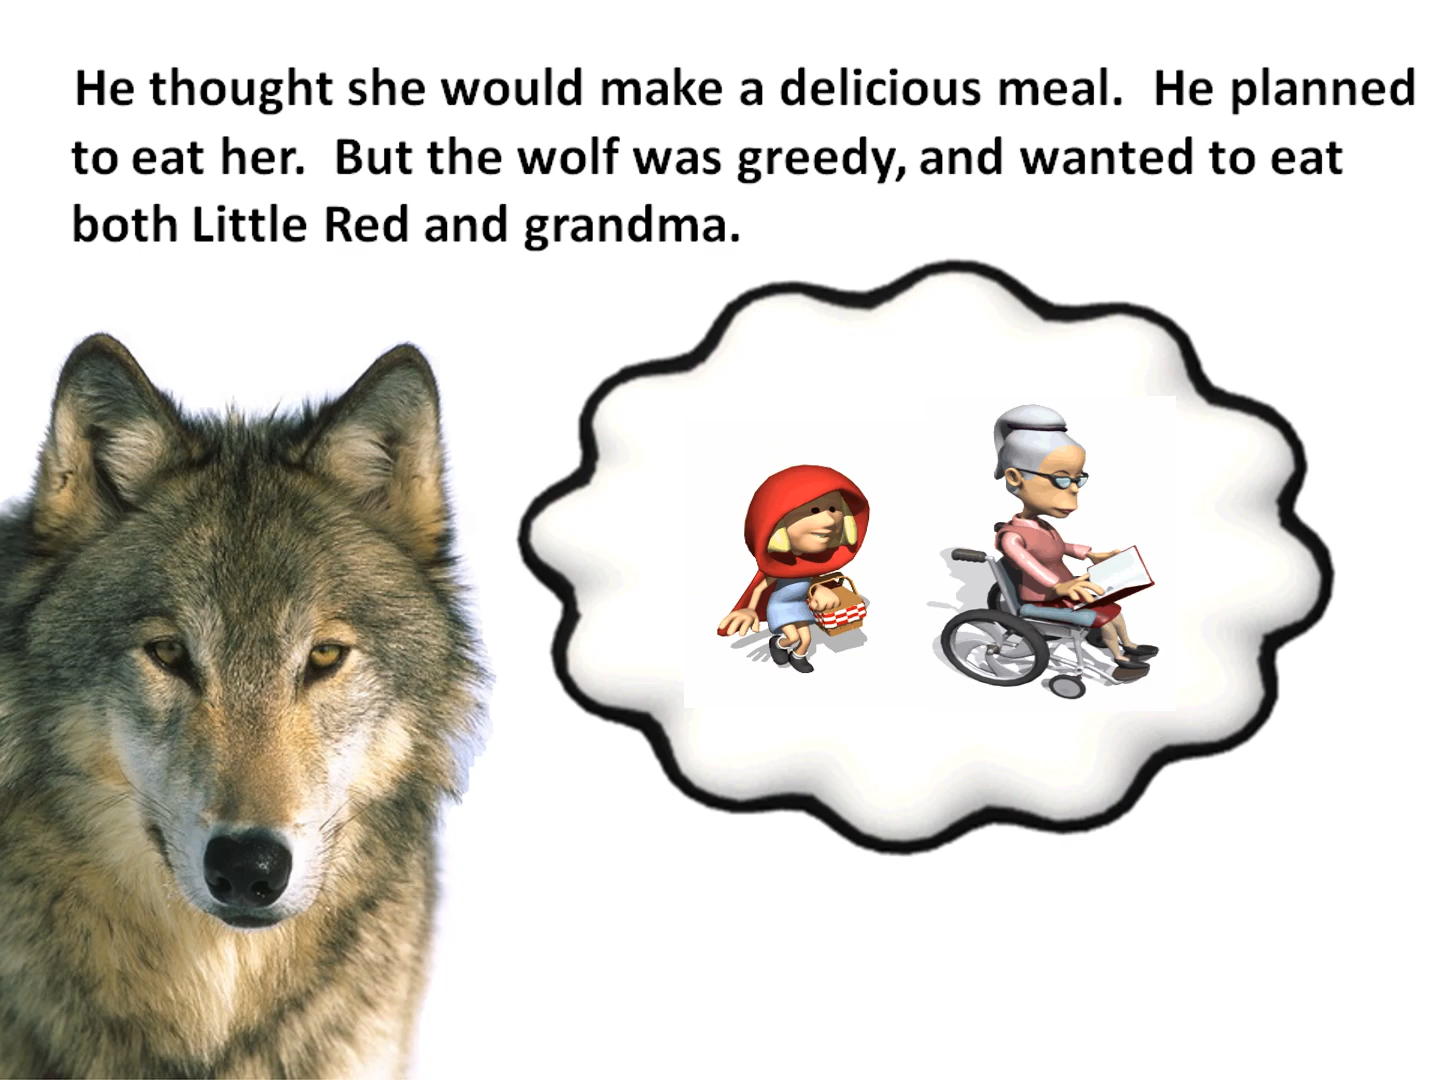 He thought she would make a delicious meal.  He planned
to eat her.  But the wolf was greedy, and wanted to eat
both Little Red and grandma.